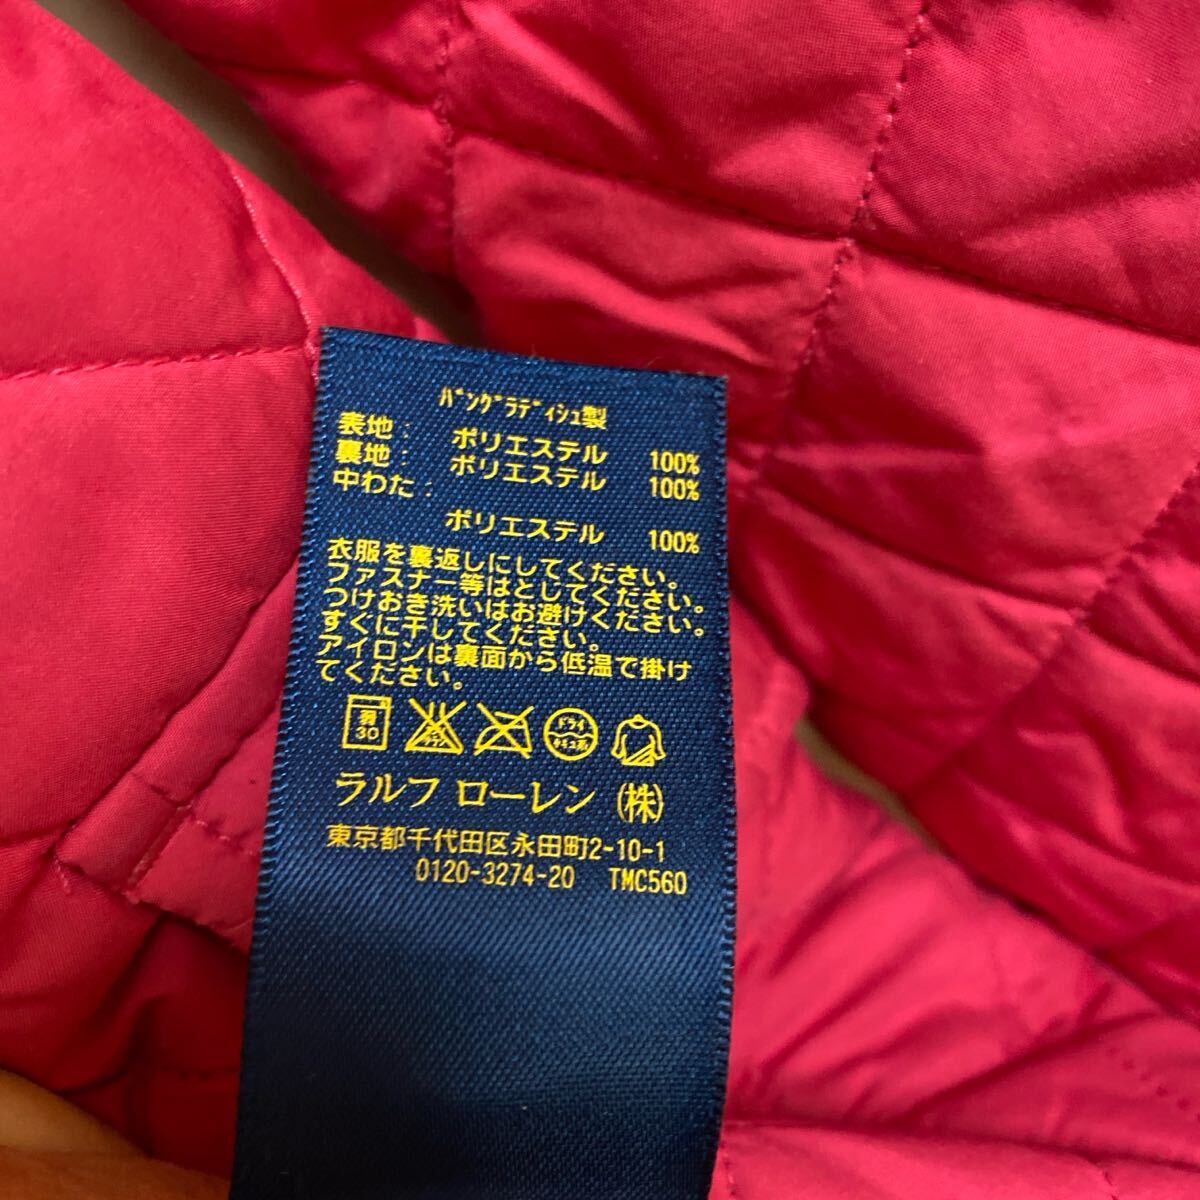 ﾊﾞﾝｸﾞﾗﾃﾞｨｼｭ製
表地： ポリエステル 100%
裏地： ポリエステル 100%
中わた：
ポリエステル 100%
衣服を裏返しにしてください。
ファスナー等はとしてください。
つけおき洗いはお避けください。
すぐに干してください。
アイロンは裏面から低温で掛け
てください。
弱
30
ドライ
セキユ系
ラルフ ローレン (株)
東京都千代田区永田町2-10-1
0120-3274-20 TMC560